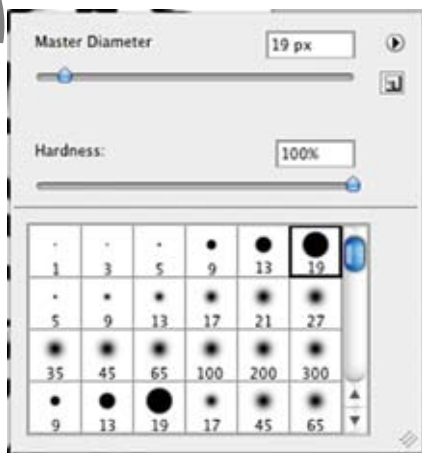 Master Diameter 19 px
Hardness: 100%
1 3 5 9 13 19
5 9 13 17 21 27
35 45 65 100 200 300
9 13 19 17 45 65